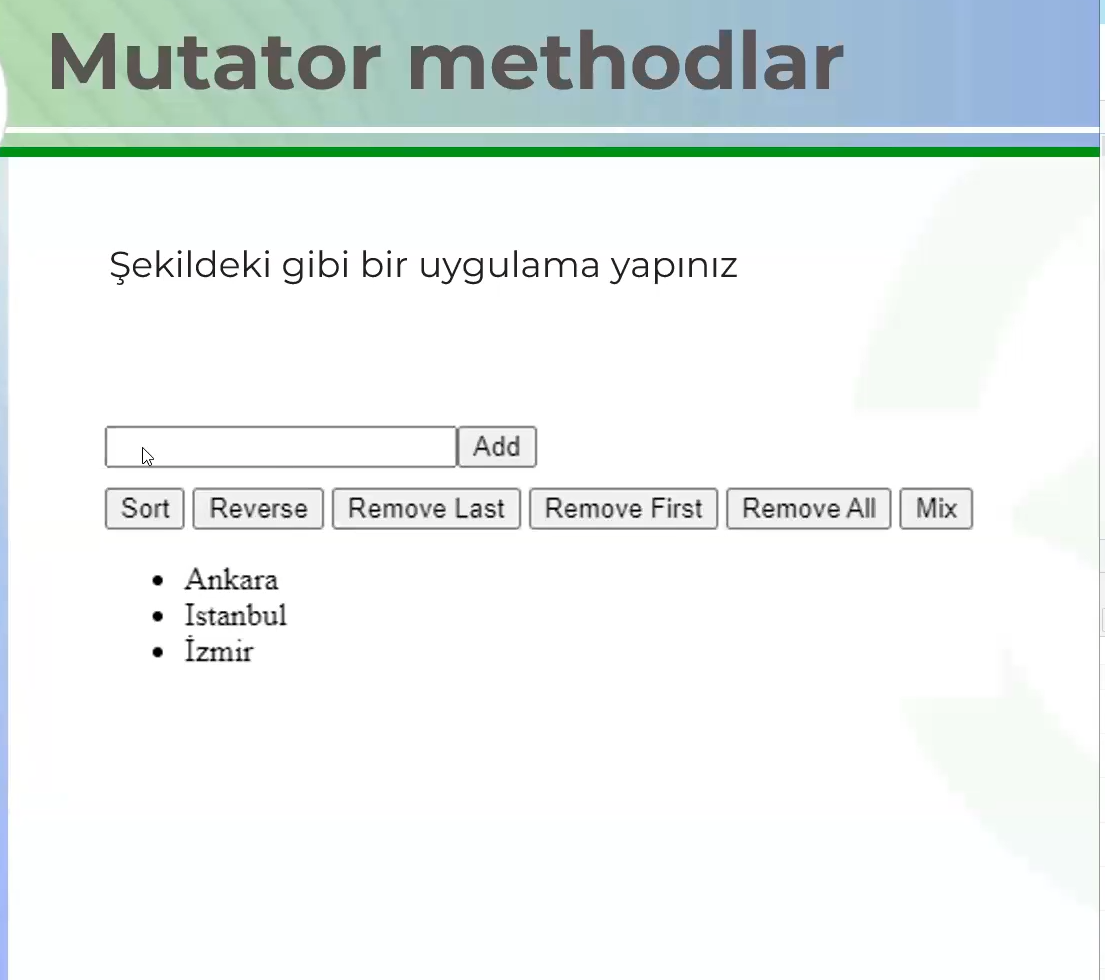 Mutator methodlar
Şekildeki gibi bir uygulama yapınız
Add
Sort Reverse Remove Last Remove First Remove All Mix
Ankara
Istanbul
İzmir